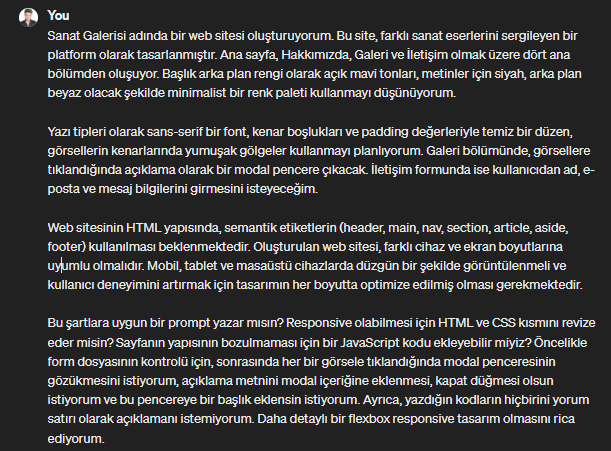 You
Sanat Galerisi adında bir web sitesi oluşturuyorum. Bu site, farklı sanat eserlerini sergileyen bir
platform olarak tasarlanmıştır. Ana sayfa, Hakkımızda, Galeri ve İletişim olmak üzere dört ana
bölümden oluşuyor. Başlık arka plan rengi olarak açık mavi tonları, metinler için siyah, arka plan
beyaz olacak şekilde minimalist bir renk paleti kullanmayı düşünüyorum.
Yazı tipleri olarak sans-serif bir font, kenar boşlukları ve padding değerleriyle temiz bir düzen,
görsellerin kenarlarında yumuşak gölgeler kullanmayı planlıyorum. Galeri bölümünde, görsellere
tıklandığında açıklama olarak bir modal pencere çıkacak. İletişim formunda ise kullanıcıdan ad, e-
posta ve mesaj bilgilerini girmesini isteyeceğim.
Web sitesinin HTML yapısında, semantik etiketlerin (header, main, nav, section, article, aside,
footer) kullanılması beklenmektedir. Oluşturulan web sitesi, farklı cihaz ve ekran boyutlarına
uyumlu olmalıdır. Mobil, tablet ve masaüstü cihazlarda düzgün bir şekilde görüntülenmeli ve
kullanıcı deneyimini artırmak için tasarımın her boyutta optimize edilmiş olması gerekmektedir.
Bu şartlara uygun bir prompt yazar mısın? Responsive olabilmesi için HTML ve CSS kısmını revize
eder misin? Sayfanın yapısının bozulmaması için bir JavaScript kodu ekleyebilir miyiz? Öncelikle
form dosyasının kontrolü için, sonrasında her bir görsele tıklandığında modal penceresinin
gözükmesini istiyorum, açıklama metnini modal içeriğine eklenmesi, kapat düğmesi olsun
istiyorum ve bu pencereye bir başlık eklensin istiyorum. Ayrıca, yazdığın kodların hiçbirini yorum
satırı olarak açıklamanı istemiyorum. Daha detaylı bir flexbox responsive tasarım olmasını rica
ediyorum.